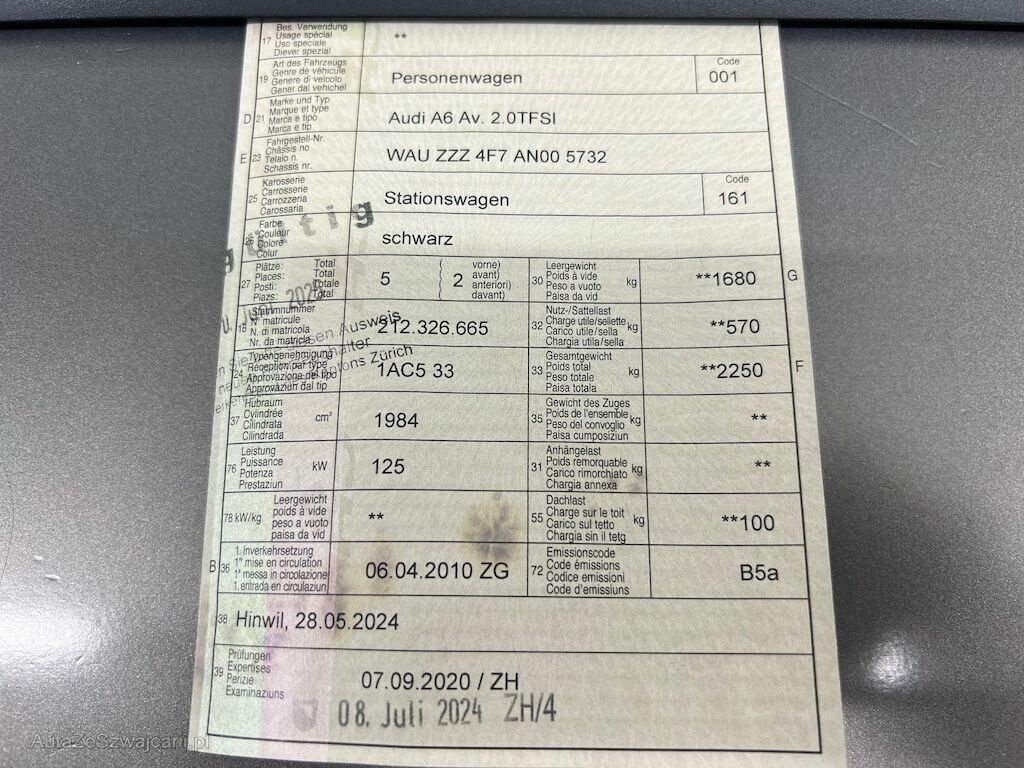 17 Bes. Verwendung
Usage spécial
Uso speciale
Diever spezial
**
19 Art des Fahrzeugs
Genre de véhicule
Genere di veicolo
Gener dal vehichel
Personenwagen
Code
001
D 21 Marke und Typ
Marque et type
Marca e tipo
Marca e tip
Audi A6 Av. 2.0TFSI
E 23 Fahrgestell-Nr.
Châssis no
Telaio n.
Schassis nr.
WAU ZZZ 4F7 AN00 5732
25 Karosserie
Carrosserie
Carrozzeria
Carossaria
Stationswagen
Code
161
26 Farbe
Couleur
Colore
Colur
schwarz
27 Plätze: Total
Places: Total
Posti: Totale
Plazs: Total
5 ( 2 vorne)
avant)
anteriori)
davant)
30 Leergewicht
Poids à vide
Peso a vuoto
Paisa da vid
kg
**1680
G
18 Stammnummer
N° matricule
N. di matricola
Nr. da matricla
212.326.665
32 Nutz-/Sattellast
Charge utile/sellette
Carico utile/sella
Chargia utila/sella
kg
**570
24 Typengenehmigung
Réception par type
Approvazione del tipo
Approvaziun dal tip
1AC5 33
33 Gesamtgewicht
Poids total
Peso totale
Paisa totala
kg
**2250
F
37 Hubraum
Cylindrée
Cilindrata
Cilindrada
cm³
1984
35 Gewicht des Zuges
Poids de l'ensemble
Peso del convoglio
Paisa cumposiziun
kg
**
76 Leistung
Puissance
Potenza
Prestaziun
kW
125
31 Anhängelast
Poids remorquable
Carico rimorchiato
Chargia annexa
kg
**
78 kW/kg
Leergewicht
poids à vide
peso a vuoto
paisa da vid
**
55 Dachlast
Charge sur le toit
Carico sul tetto
Chargia sin il tetg
kg
**100
B 36 1. Inverkehrsetzung
1re mise en circulation
1a messa in circolazione
1. entrada en circulaziun
06.04.2010 ZG
72 Emissionscode
Code émissions
Codice emissioni
Code d'emissiuns
B5a
38 Hinwil, 28.05.2024
39 Prüfungen
Expertises
Perizie
Examinaziuns
07.09.2020 / ZH
08. Juli 2024 ZH/4
Ausweis
Zürich
AutazeSzwajcarii.pl